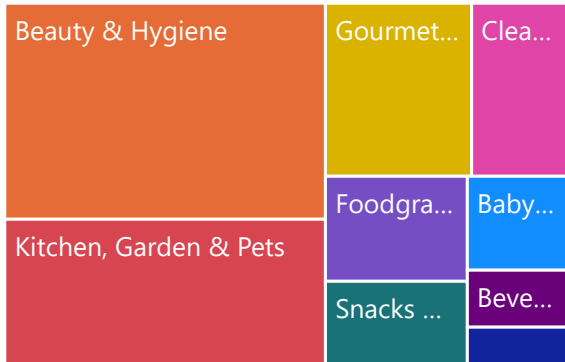 Beauty & Hygiene
Gourmet...
Clea...
Kitchen, Garden & Pets
Foodgra...
Baby...
Snacks ...
Beve...